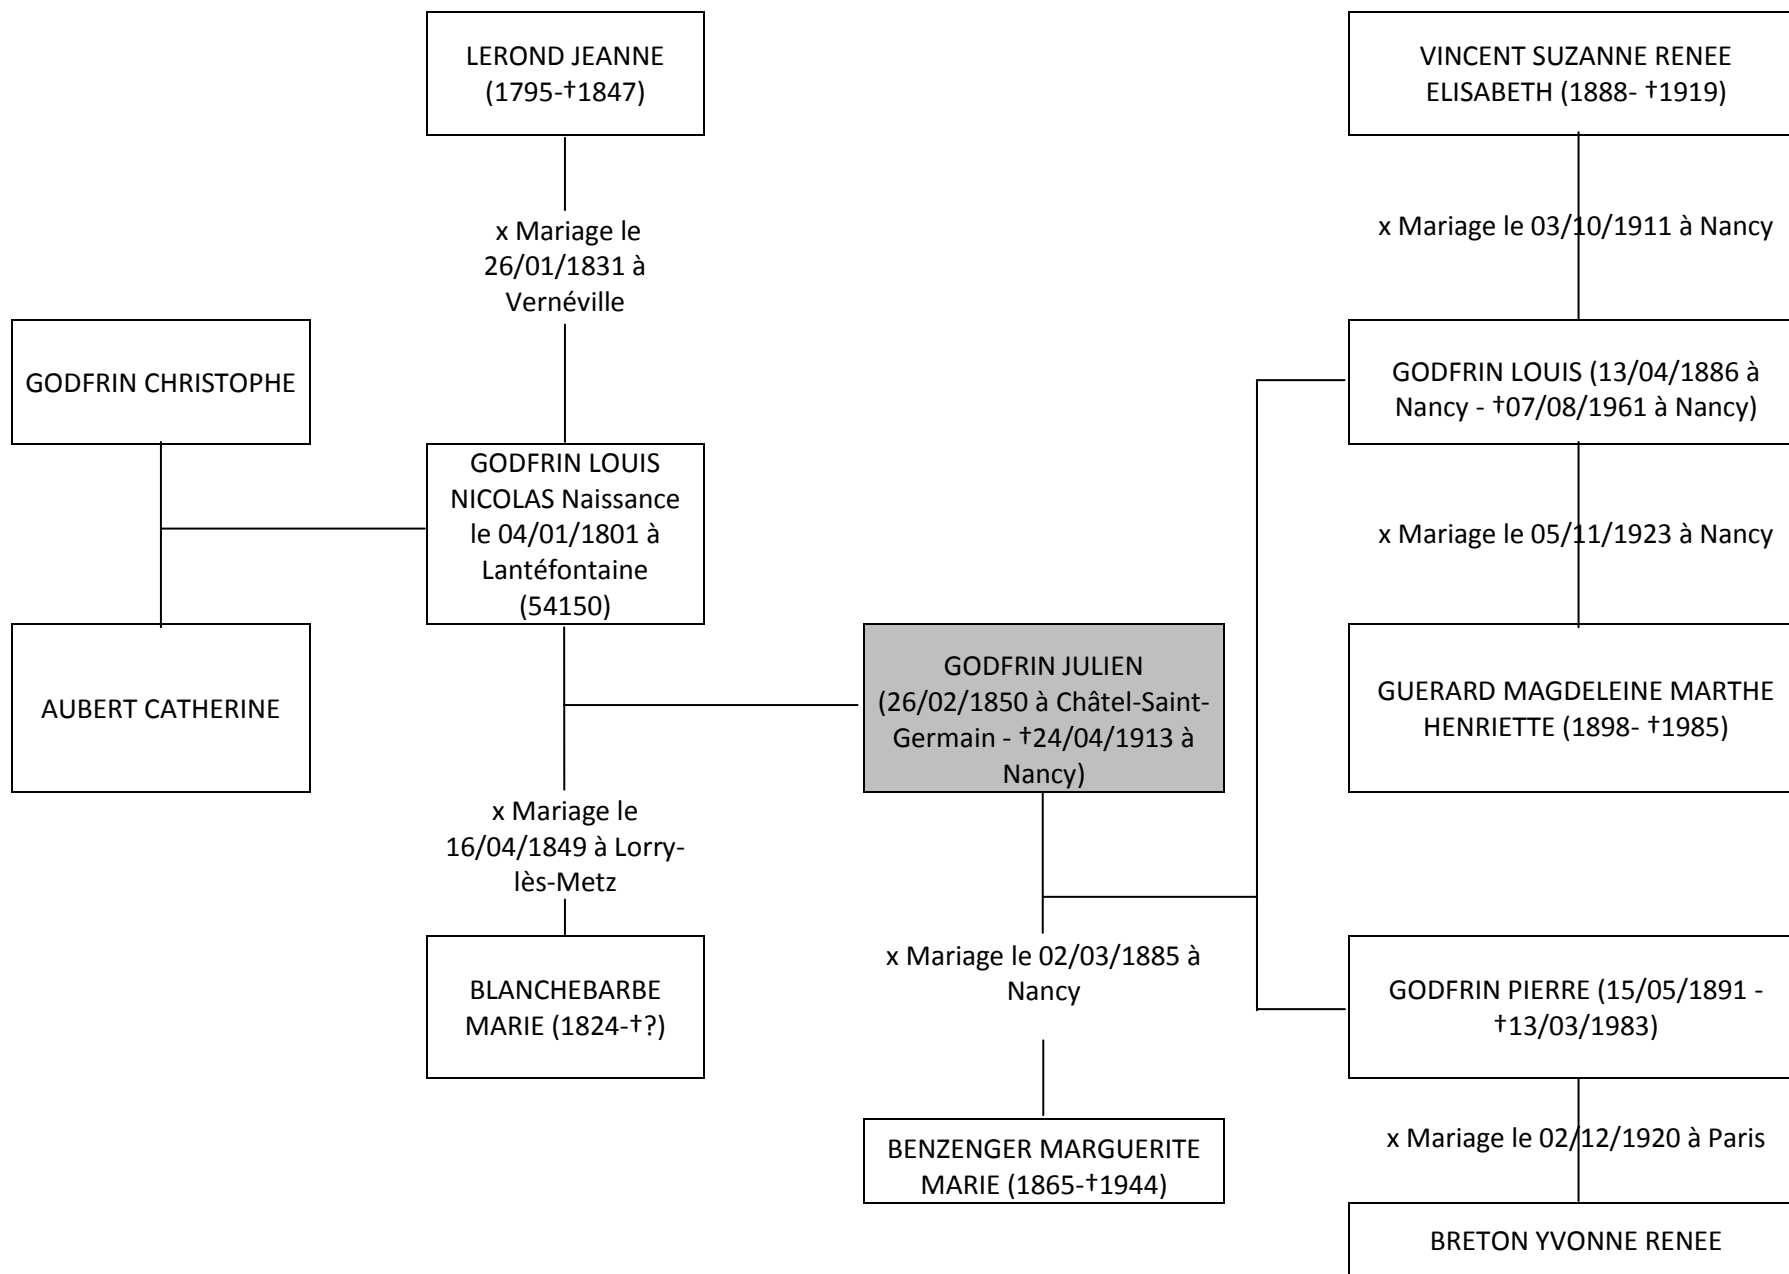 LEROND JEANNE
(1795-†1847)
x Mariage le
26/01/1831 à
Vernéville
GODFRIN CHRISTOPHE
AUBERT CATHERINE
GODFRIN LOUIS
NICOLAS Naissance
le 04/01/1801 à
Lantéfontaine
(54150)
x Mariage le
16/04/1849 à Lorry-
lès-Metz
BLANCHEBARBE
MARIE (1824-†?)
GODFRIN JULIEN
(26/02/1850 à Châtel-Saint-
Germain - †24/04/1913 à
Nancy)
x Mariage le 02/03/1885 à
Nancy
BENZENGER MARGUERITE
MARIE (1865-†1944)
VINCENT SUZANNE RENEE
ELISABETH (1888- †1919)
x Mariage le 03/10/1911 à Nancy
GODFRIN LOUIS (13/04/1886 à
Nancy - †07/08/1961 à Nancy)
x Mariage le 05/11/1923 à Nancy
GUERARD MAGDELEINE MARTHE
HENRIETTE (1898- †1985)
GODFRIN PIERRE (15/05/1891 -
†13/03/1983)
x Mariage le 02/12/1920 à Paris
BRETON YVONNE RENEE